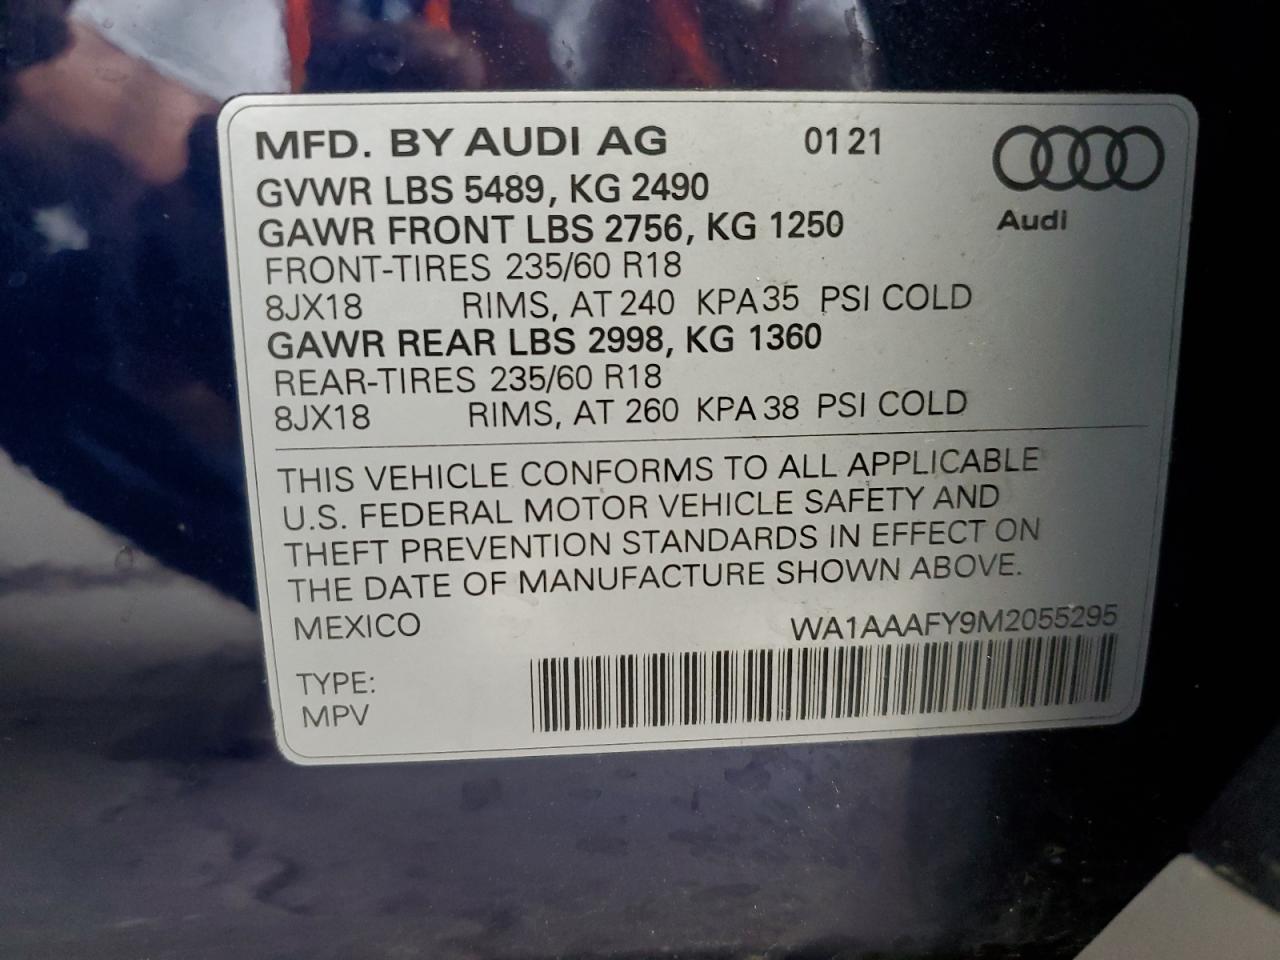 MFD. BY AUDI AG 01 21
Audi
GVWR LBS 5489, KG 2490
GAWR FRONT LBS 2756, KG 1250
FRONT-TIRES 235/60 R18
8JX18 RIMS, AT 240 KPA 35 PSI COLD
GAWR REAR LBS 2998, KG 1360
REAR-TIRES 235/60 R18
8JX18 RIMS, AT 260 KPA 38 PSI COLD
THIS VEHICLE CONFORMS TO ALL APPLICABLE
U.S. FEDERAL MOTOR VEHICLE SAFETY AND
THEFT PREVENTION STANDARDS IN EFFECT ON
THE DATE OF MANUFACTURE SHOWN ABOVE.
MEXICO WA1AAAFY9M2055295
TYPE:
MPV